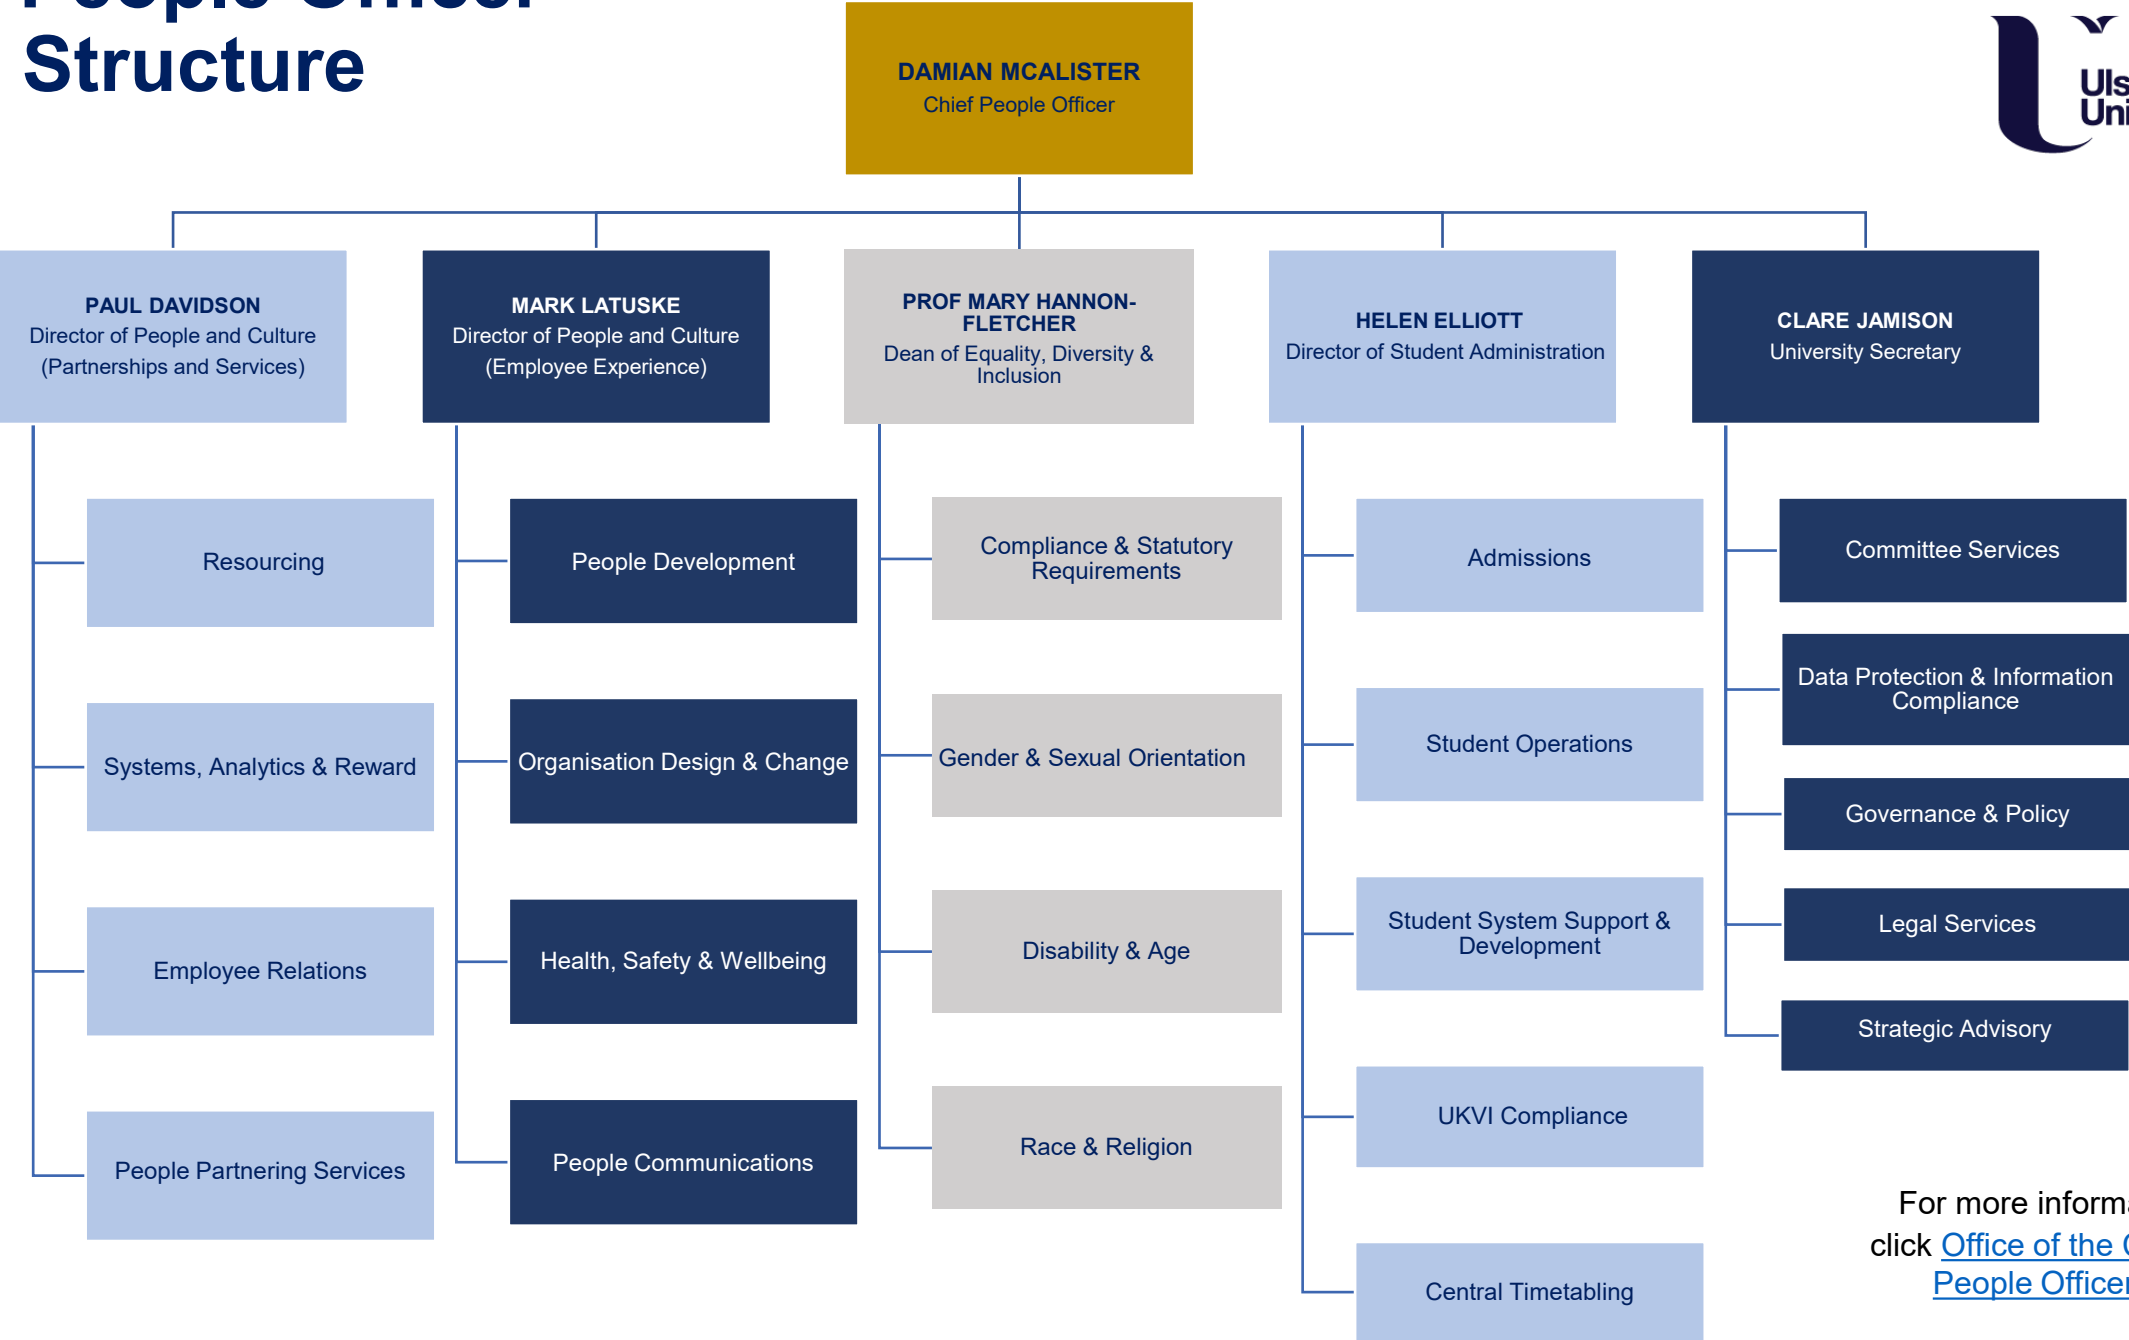 People Officer
Structure
DAMIAN MCALISTER
Chief People Officer
PAUL DAVIDSON
Director of People and Culture
(Partnerships and Services)
MARK LATUSKE
Director of People and Culture
(Employee Experience)
PROF MARY HANNON-
FLETCHER
Dean of Equality, Diversity &
Inclusion
HELEN ELLIOTT
Director of Student Administration
CLARE JAMISON
University Secretary
Resourcing
Systems, Analytics & Reward
Employee Relations
People Partnering Services
People Development
Organisation Design & Change
Health, Safety & Wellbeing
People Communications
Compliance & Statutory
Requirements
Gender & Sexual Orientation
Disability & Age
Race & Religion
Admissions
Student Operations
Student System Support &
Development
UKVI Compliance
Central Timetabling
Committee Services
Data Protection & Information
Compliance
Governance & Policy
Legal Services
Strategic Advisory
For more
click Office of the
People Officer